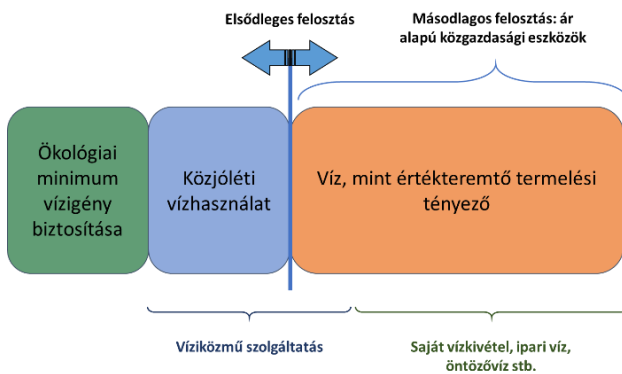 Elsődleges felosztás
Másodlagos felosztás: ár
alapú közgazdasági eszközök
Ökológiai
minimum
vízigény
biztosítása
Közjóléti
vízhasználat
Víz, mint értékteremtő termelési
tényező
Víziközmű szolgáltatás
Saját vízkivétel, ipari víz,
öntözővíz stb.